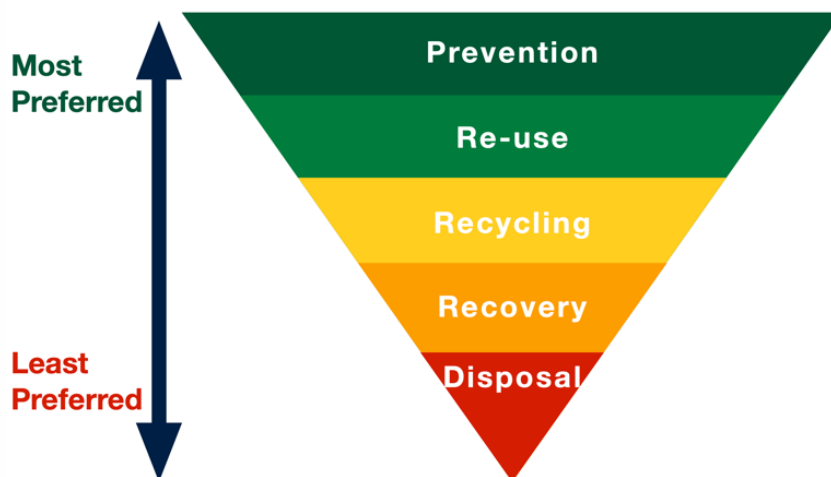 Most
Preferred
Prevention
Re-use
Recycling
Recovery
Least
Preferred
Disposal